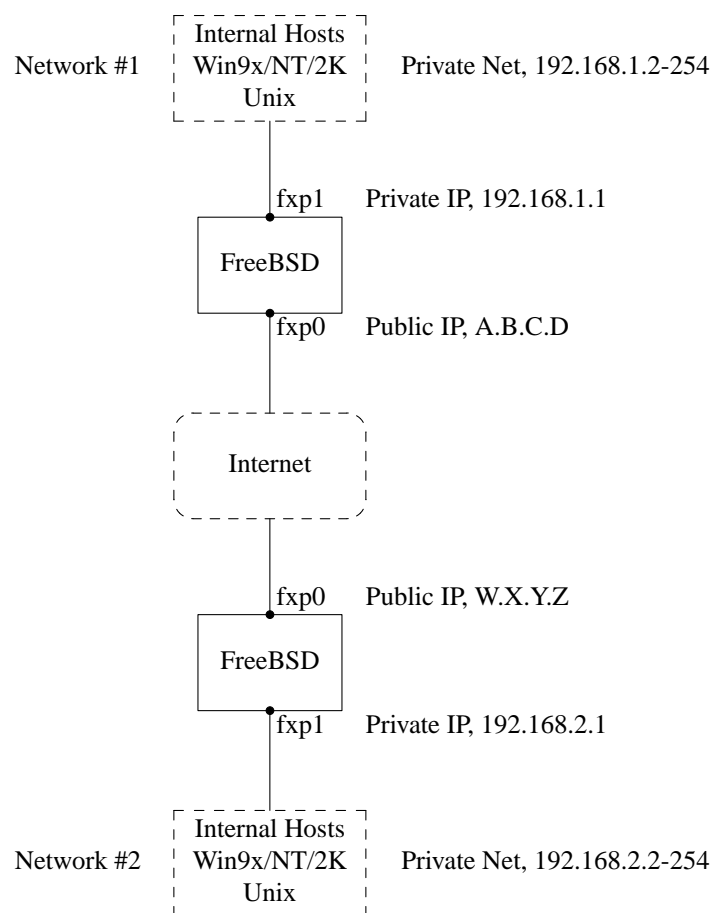 Internal Hosts
Network #1 Win9x/NT/2K Private Net, 192.168.1.2-254
Unix
fxp1 Private IP, 192.168.1.1
FreeBSD
fxp0 Public IP, A.B.C.D
Internet
fxp0 Public IP, W.X.Y.Z
FreeBSD
fxp1 Private IP, 192.168.2.1
Internal Hosts
Network #2 Win9x/NT/2K Private Net, 192.168.2.2-254
Unix